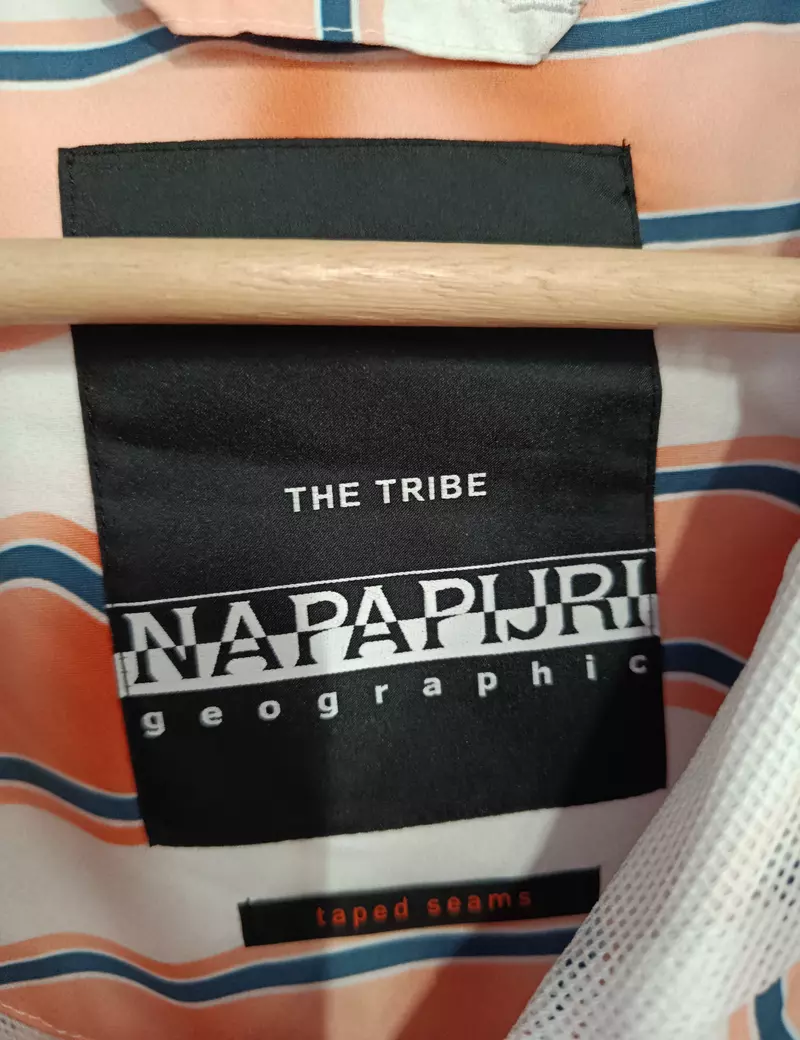 THE TRIBE
NAPAPIJRI
geographic
taped seams